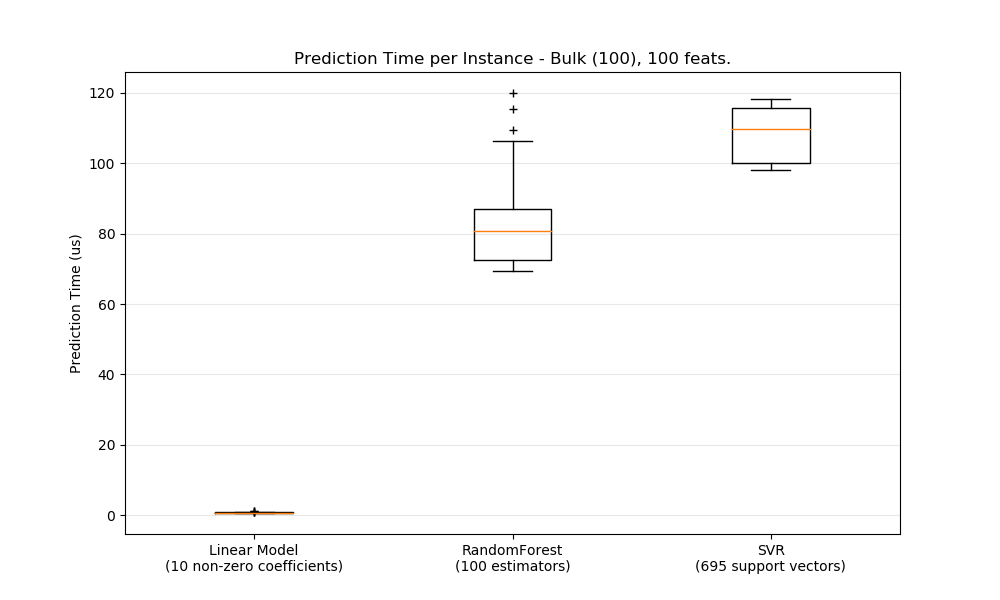 Prediction Time per Instance - Bulk (100), 100 feats.
Prediction Time (us)
120
100
80
60
40
20
0
Linear Model
(10 non-zero coefficients)
RandomForest
(100 estimators)
SVR
(695 support vectors)